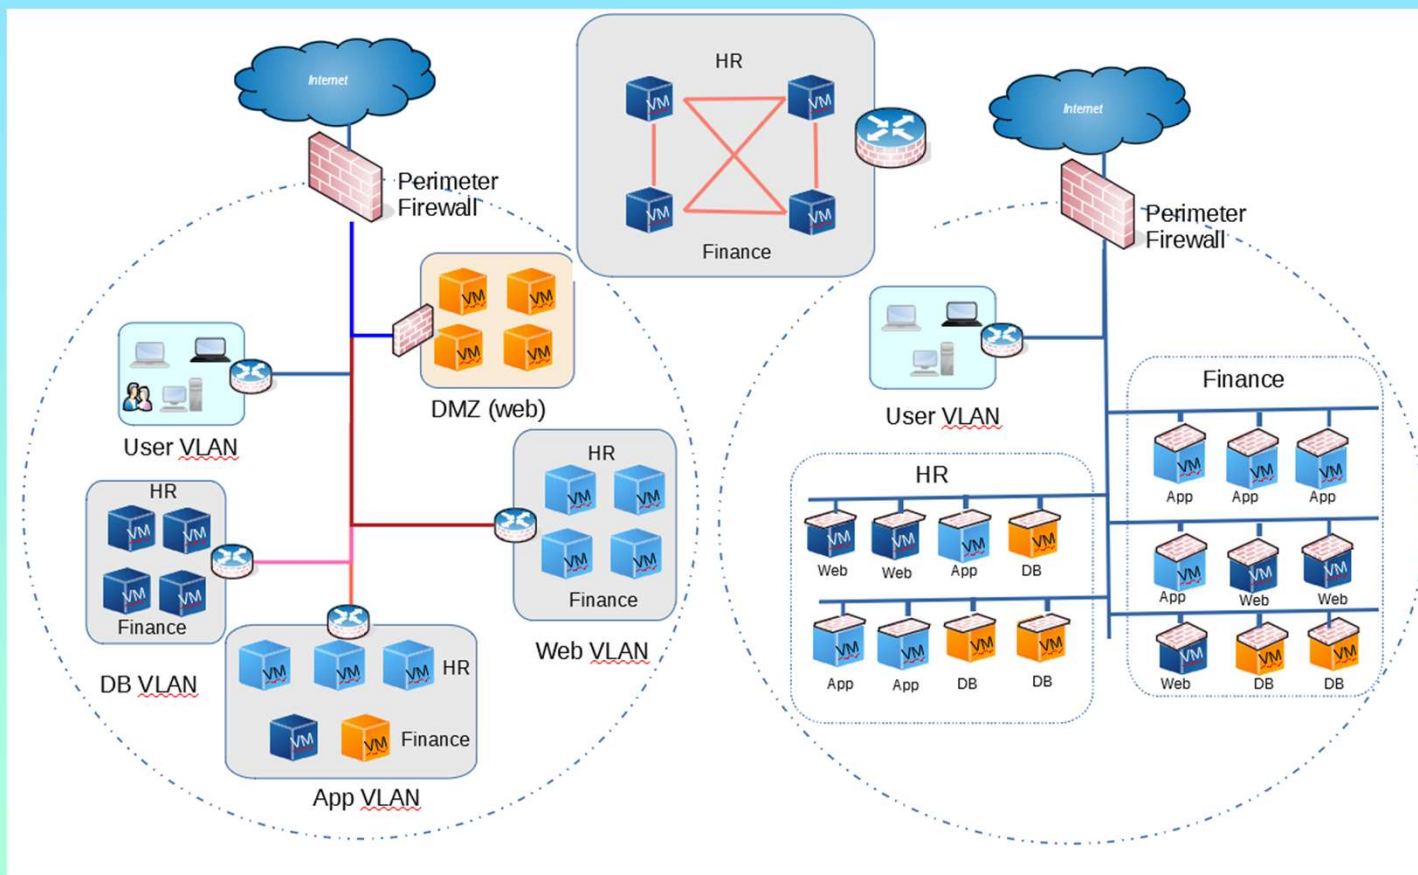 Internet
Perimeter
Firewall
VM
VM
VM
VM
DMZ (web)
User VLAN
HR
VM
VM
VM
VM
Finance
DB VLAN
HR
VM
VM
VM
VM
Finance
Web VLAN
VM
VM
VM
HR
VM
VM
Finance
App VLAN
HR
VM
VM
VM
VM
Finance
Internet
Perimeter
Firewall
User VLAN
HR
VM
VM
VM
VM
Web
Web
App
DB
VM
VM
VM
VM
App
App
DB
DB
Finance
VM
VM
VM
App
App
App
VM
VM
VM
App
Web
Web
VM
VM
VM
Web
DB
DB